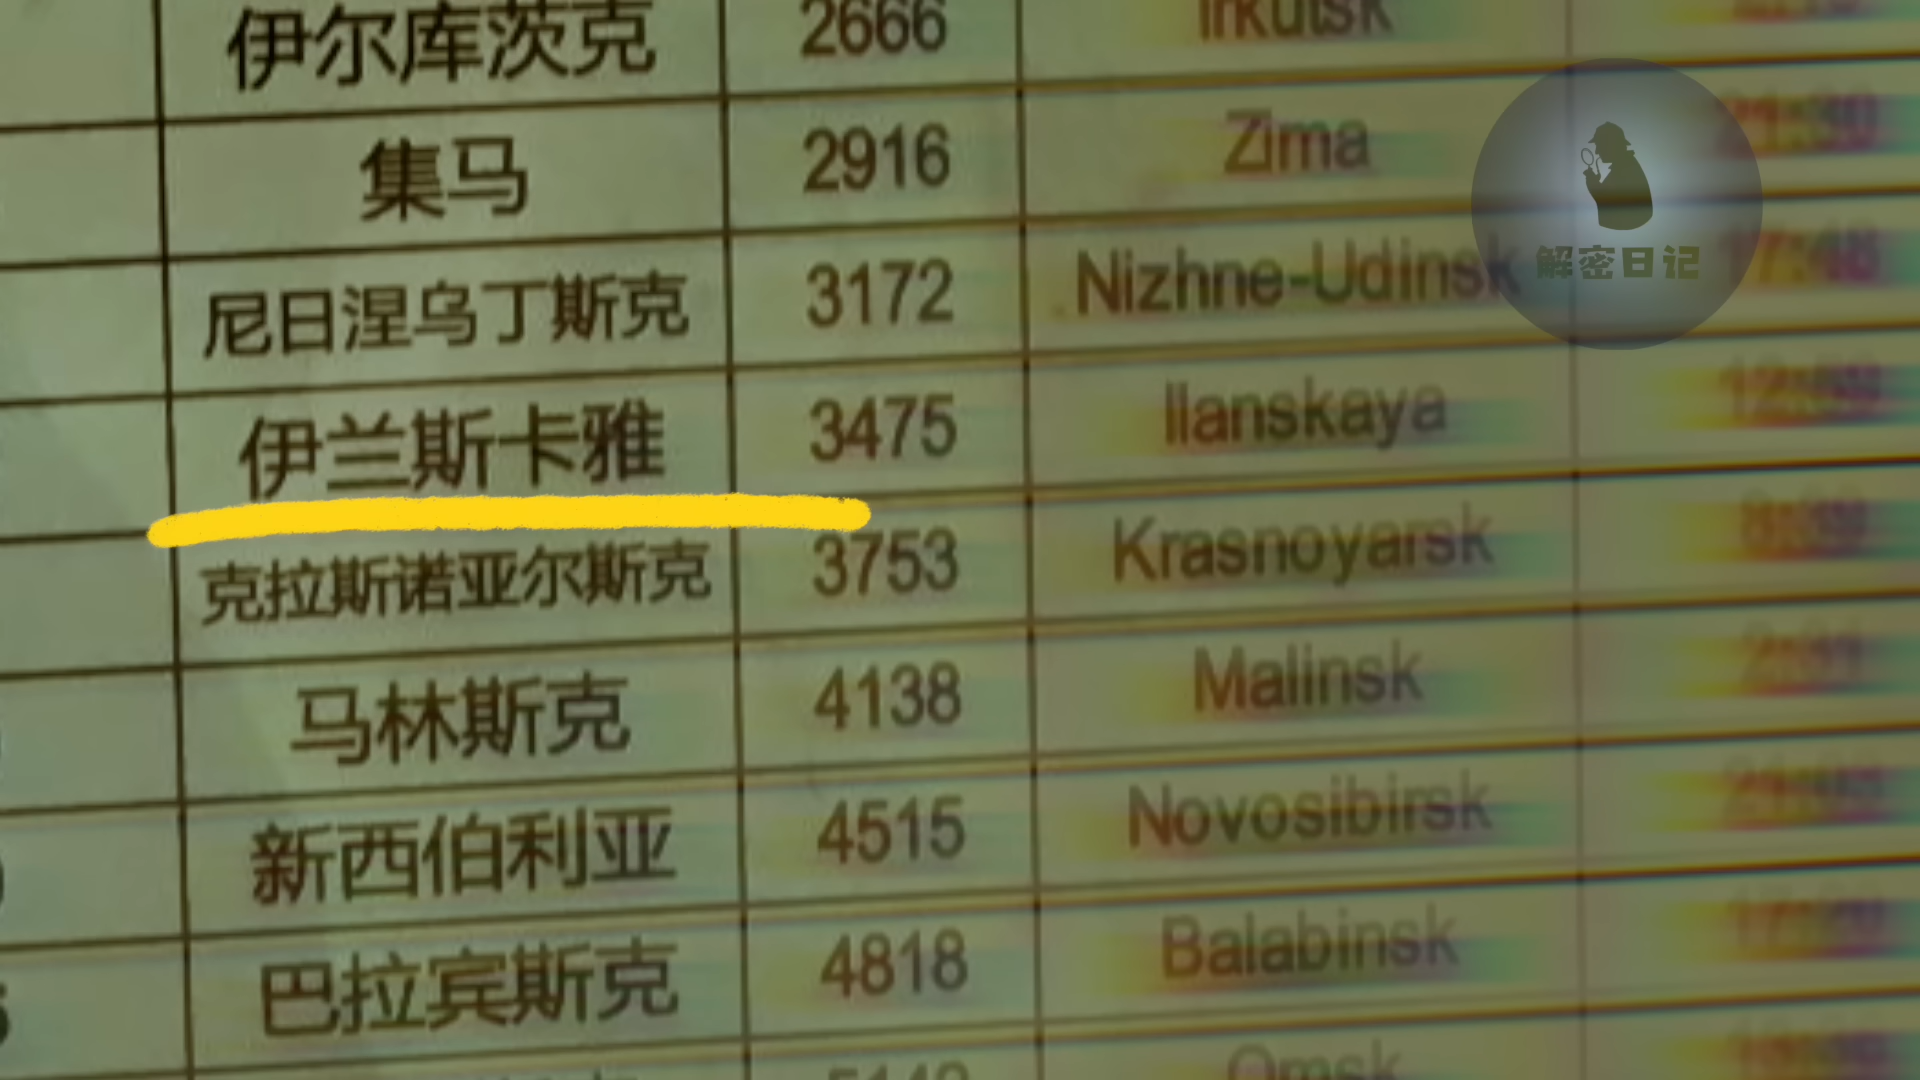 伊尔库茨克 2666 Irkutsk
集马 2916 Zima
尼日涅乌丁斯克 3172 Nizhne-Udinsk
解密日记
伊兰斯卡雅 3475 Ilanskaya
克拉斯诺亚尔斯克 3753 Krasnoyarsk
马林斯克 4138 Malinsk
新西伯利亚 4515 Novosibirsk
巴拉宾斯克 4818 Balabinsk
Omsk